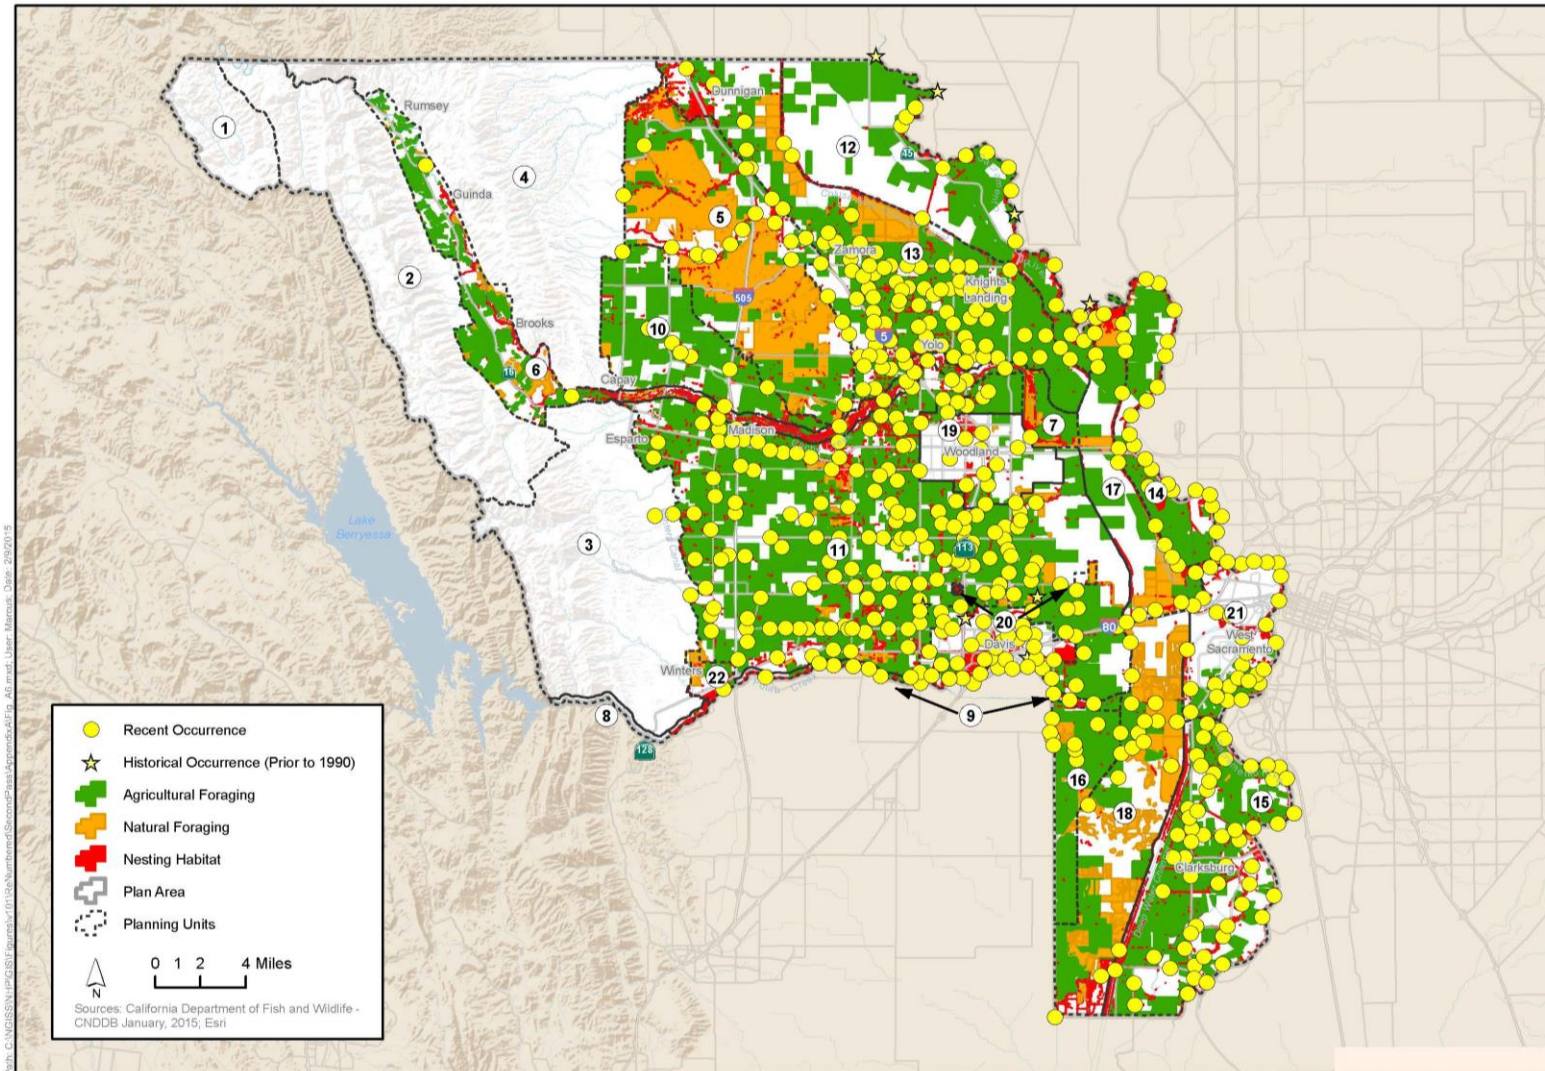 Rumsey
Dunnigan
1
12
15
4
Guinda
5
2
Zamora
13
Knights
Landing
505
10
5
Yolo
Brooks
15
6
Capay
7
Madison
19
Esparto
Woodland
17
14
Lake
Berryessa
3
11
113
20
21
80
West
Sacramento
Davis
Winters
22
8
9
128
16
18
15
Clarksburg
Recent Occurrence
Historical Occurrence (Prior to 1990)
Agricultural Foraging
Natural Foraging
Nesting Habitat
Plan Area
Planning Units
N
0 1 2 4 Miles
Sources: California Department of Fish and Wildlife -
CNDDB January, 2015; Esri